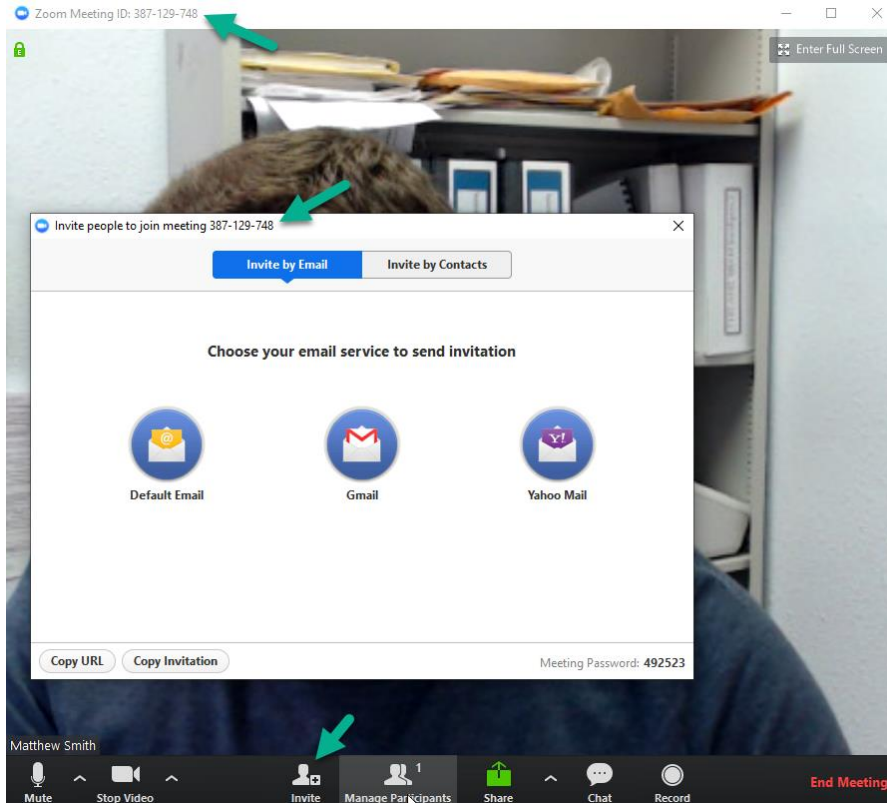 Zoom Meeting ID: 387-129-748
Enter Full Screen
Invite people to join meeting 387-129-748
Invite by Email Invite by Contacts
Choose your email service to send invitation
Default Email Gmail Yahoo Mail
Copy URL Copy Invitation Meeting Password: 492523
Matthew Smith
1
Mute Stop Video Invite Manage Participants Share Chat Record End Meeting